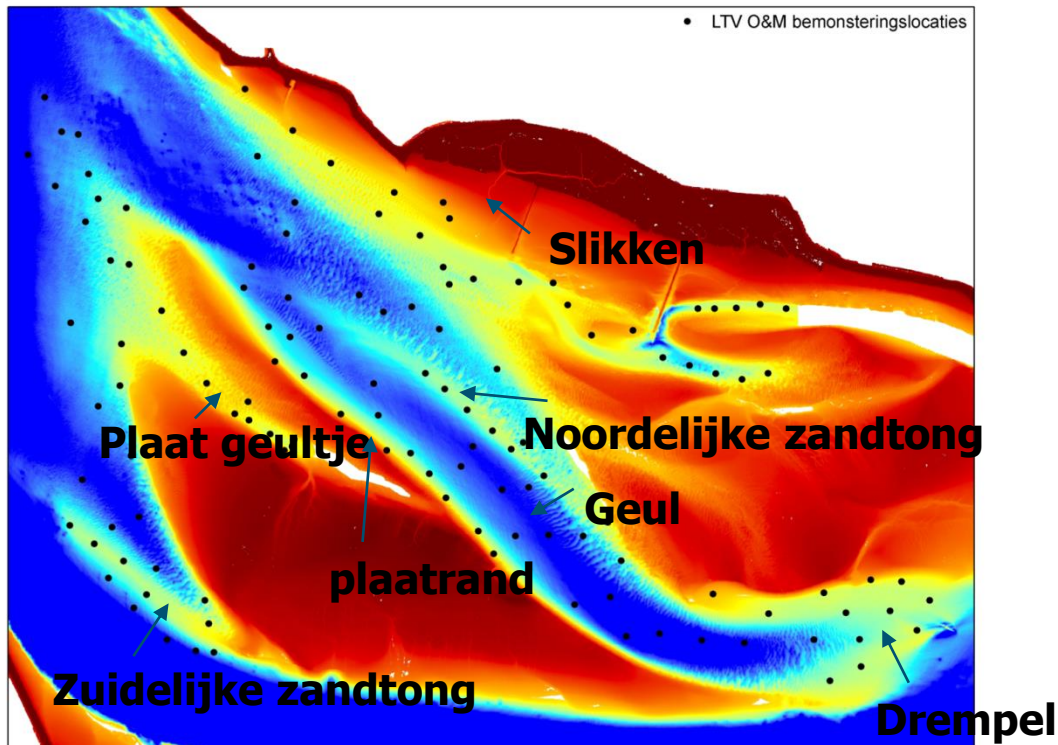 LTV O&M bemonsteringslocaties
Slikken
Plaat geultje
Noordelijke zandtong
Geul
plaatrand
Zuidelijke zandtong
Drempel